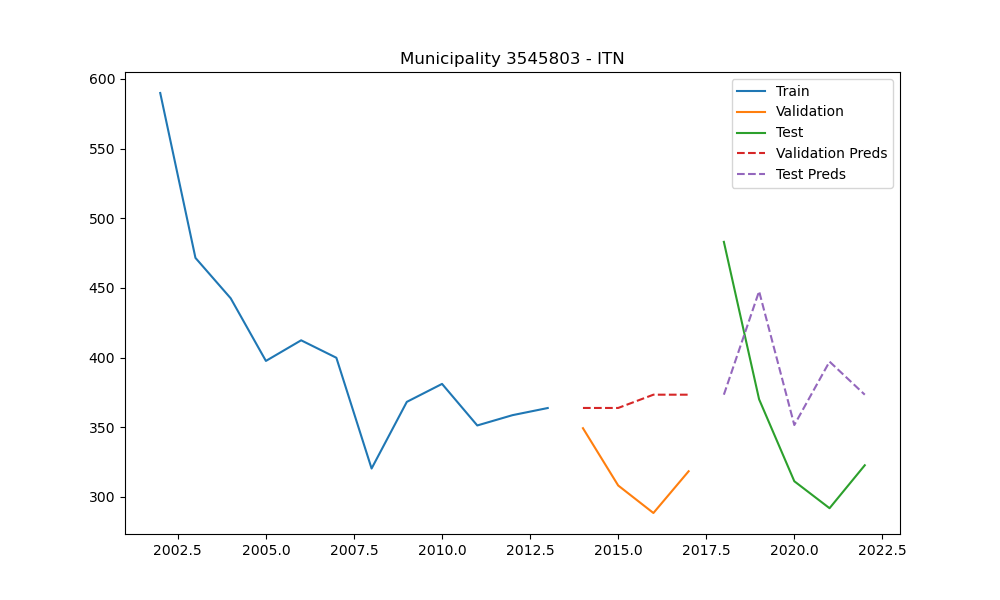 Municipality 3545803 - ITN
600
550
500
450
400
350
300
2002.5 2005.0 2007.5 2010.0 2012.5 2015.0 2017.5 2020.0 2022.5
Train
Validation
Test
Validation Preds
Test Preds